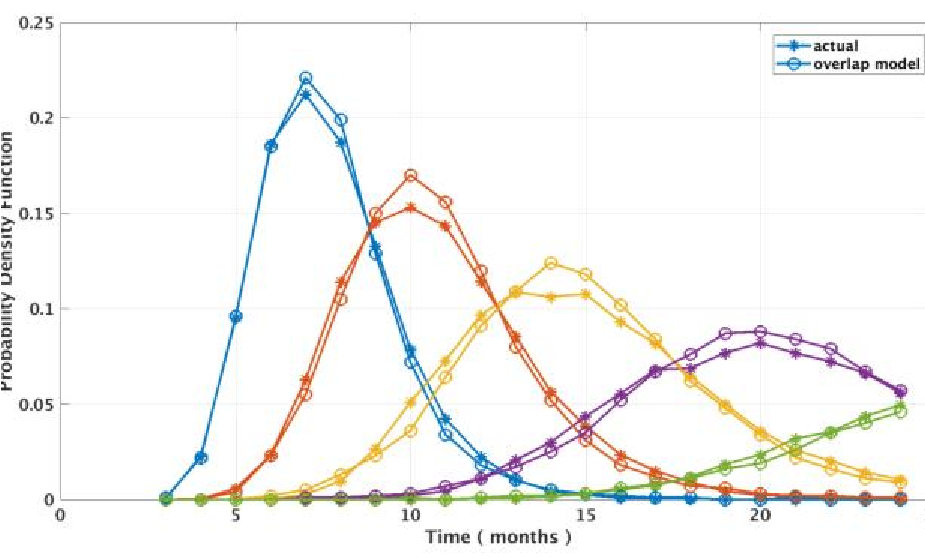 0.25
actual
overlap model
0.2
0.15
0.1
0.05
0
Probability Density Function
0 5 10 15 20
Time ( months )